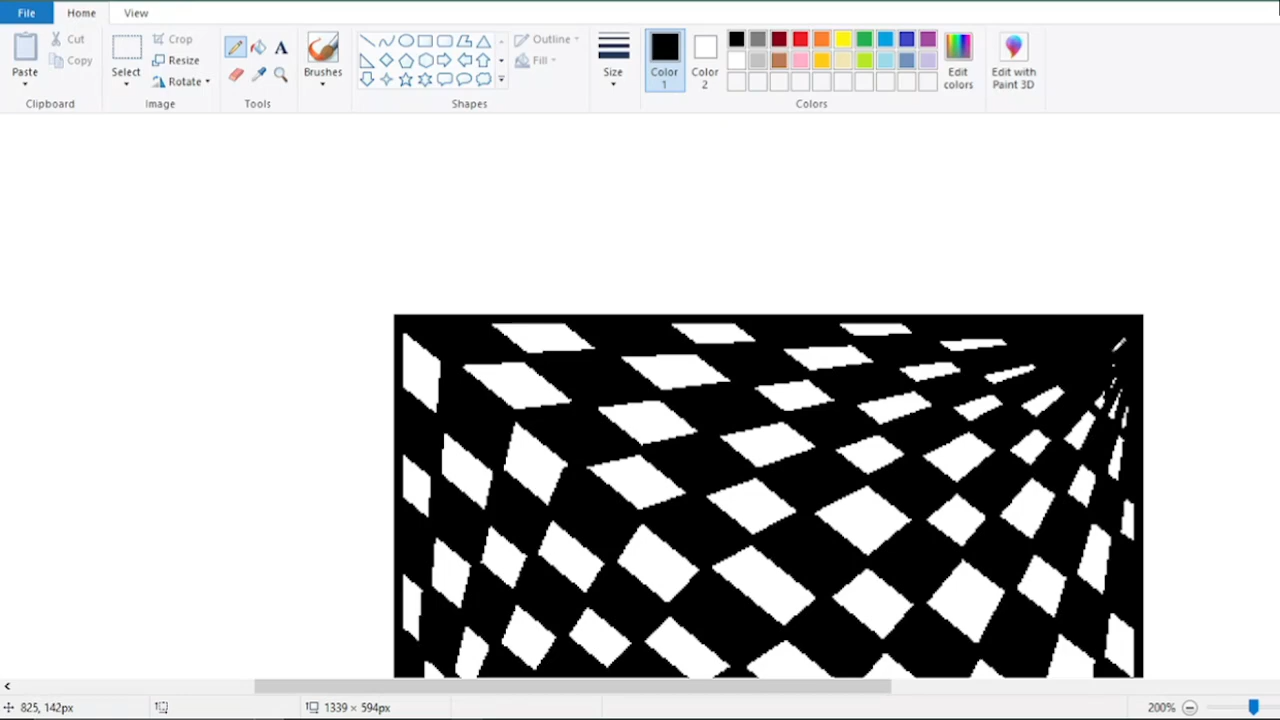 File Home View
Paste Cut Copy
Clipboard
Select Crop Resize Rotate
Image
A
Tools
Brushes
Outline Fill
Shapes
Size
Color 1
Color 2
Edit colors
Colors
Edit with Paint 3D
825, 142px
1339 × 594px
200%